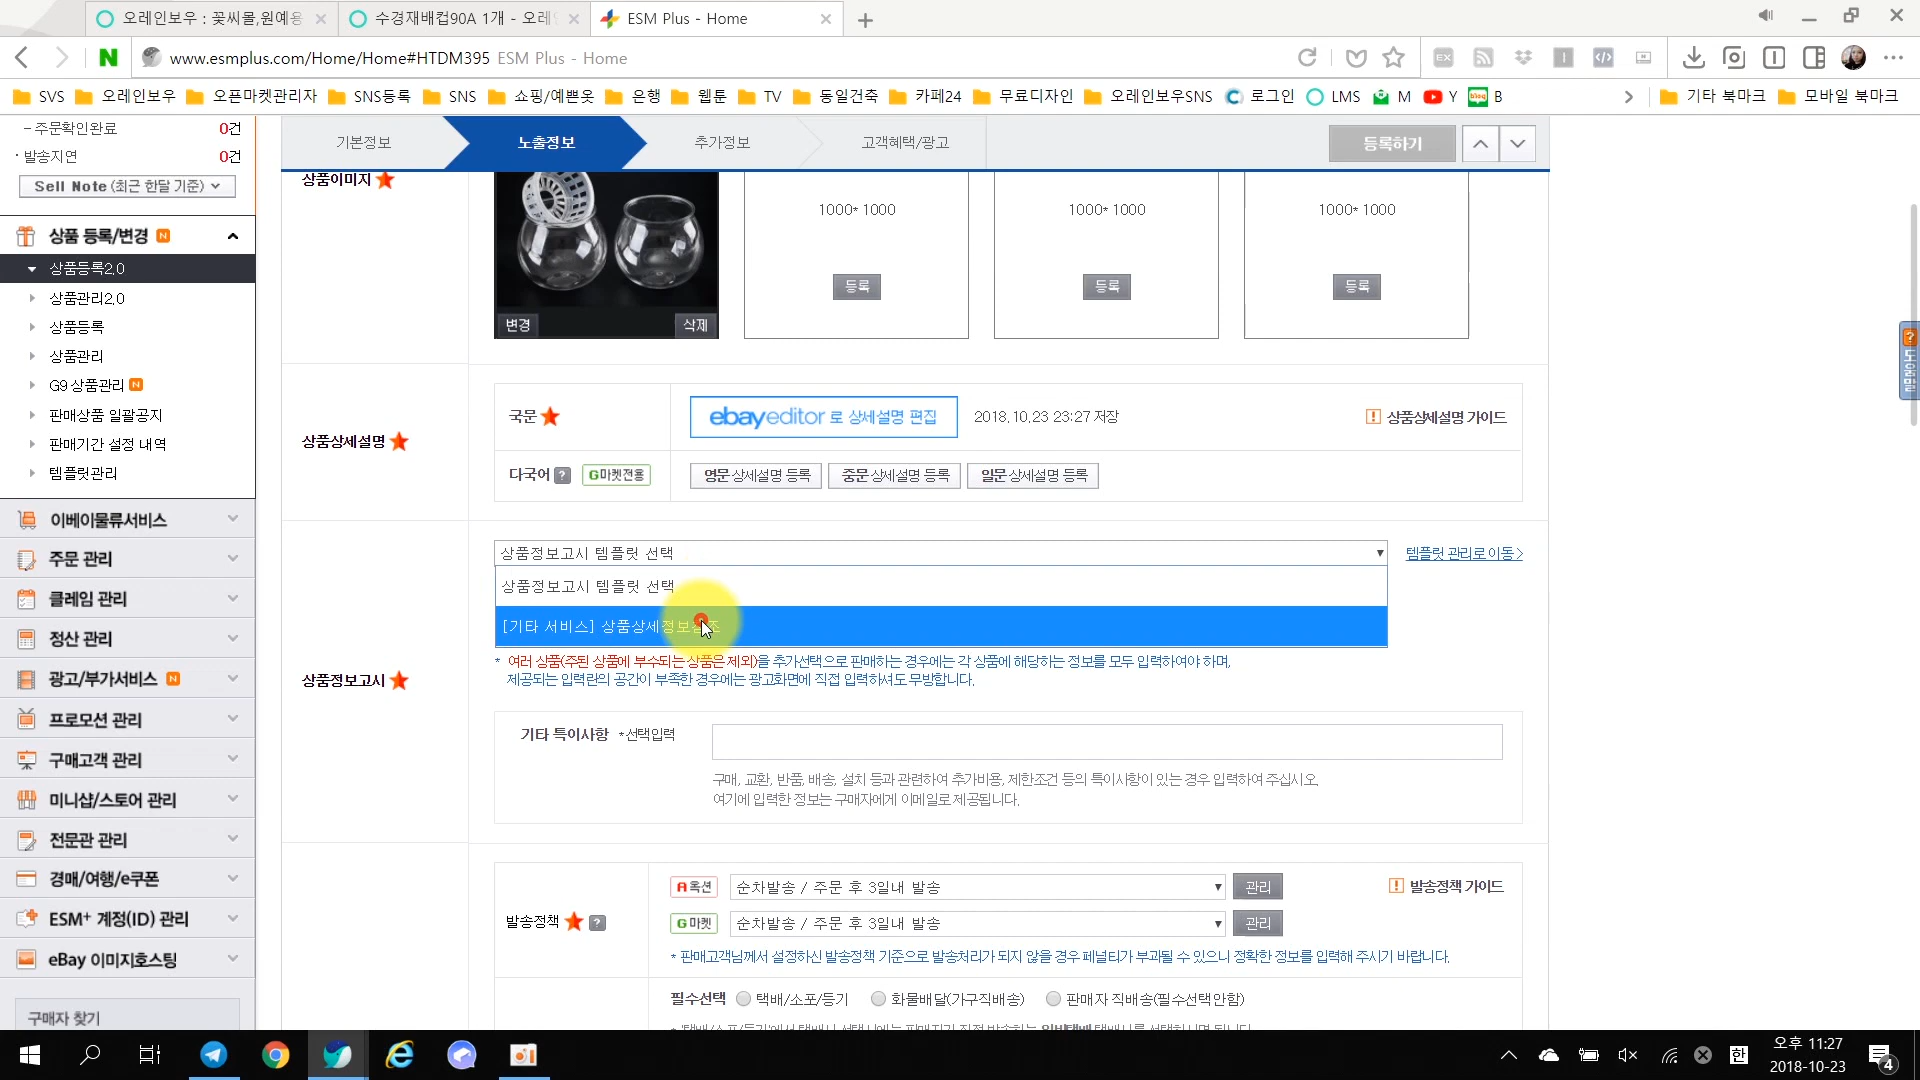 오레인보우 : 꽃씨몰,원예용
수경재배컵90A 1개 - 오레인
ESM Plus - Home
www.esmplus.com/Home/Home#HTDM395 ESM Plus - Home
SVS
오레인보우
오픈마켓관리자
SNS등록
SNS
쇼핑/예쁜옷
은행
웹툰
TV
동일건축
카페24
무료디자인
오레인보우SNS
로그인
LMS
M
Y
B
기타 북마크
모바일 북마크
- 주문확인완료 0건
· 발송지연 0건
Sell Note (최근 한달 기준)
상품 등록/변경 N
상품등록2.0
상품관리2.0
상품등록
상품관리
G9 상품관리 N
판매상품 일괄공지
판매기간 설정 내역
템플릿관리
이베이물류서비스
주문 관리
클레임 관리
정산 관리
광고/부가서비스 N
프로모션 관리
구매고객 관리
미니샵/스토어 관리
전문관 관리
경매/여행/e쿠폰
ESM+ 계정(ID) 관리
eBay 이미지호스팅
구매자 찾기
기본정보
노출정보
추가정보
고객혜택/광고
등록하기
상품이미지
변경
삭제
1000* 1000
등록
1000* 1000
등록
1000* 1000
등록
도움말
상품상세설명
국문
ebayeditor 로 상세설명 편집
2018.10.23 23:27 저장
상품상세설명 가이드
다국어 ?
G마켓전용
영문 상세설명 등록
중문 상세설명 등록
일문 상세설명 등록
상품정보고시
상품정보고시 템플릿 선택
템플릿 관리로 이동>
상품정보고시 템플릿 선택
[기타 서비스] 상품상세정보참조
* 여러 상품(주된 상품에 부수되는 상품은 제외)을 추가선택으로 판매하는 경우에는 각 상품에 해당하는 정보를 모두 입력하여야 하며,
제공되는 입력란의 공간이 부족한 경우에는 광고화면에 직접 입력하셔도 무방합니다.
기타 특이사항 *선택입력
구매, 교환, 반품, 배송, 설치 등과 관련하여 추가비용, 제한조건 등의 특이사항이 있는 경우 입력하여 주십시오.
여기에 입력한 정보는 구매자에게 이메일로 제공됩니다.
발송정책 ?
A옥션
순차발송 / 주문 후 3일내 발송
관리
발송정책 가이드
G마켓
순차발송 / 주문 후 3일내 발송
관리
* 판매고객님께서 설정하신 발송정책 기준으로 발송처리가 되지 않을 경우 페널티가 부과될 수 있으니 정확한 정보를 입력해 주시기 바랍니다.
필수선택 택배/소포/등기 화물배달(가구직배송) 판매자 직배송(필수선택 안함)
한
오후 11:27
2018-10-23
4